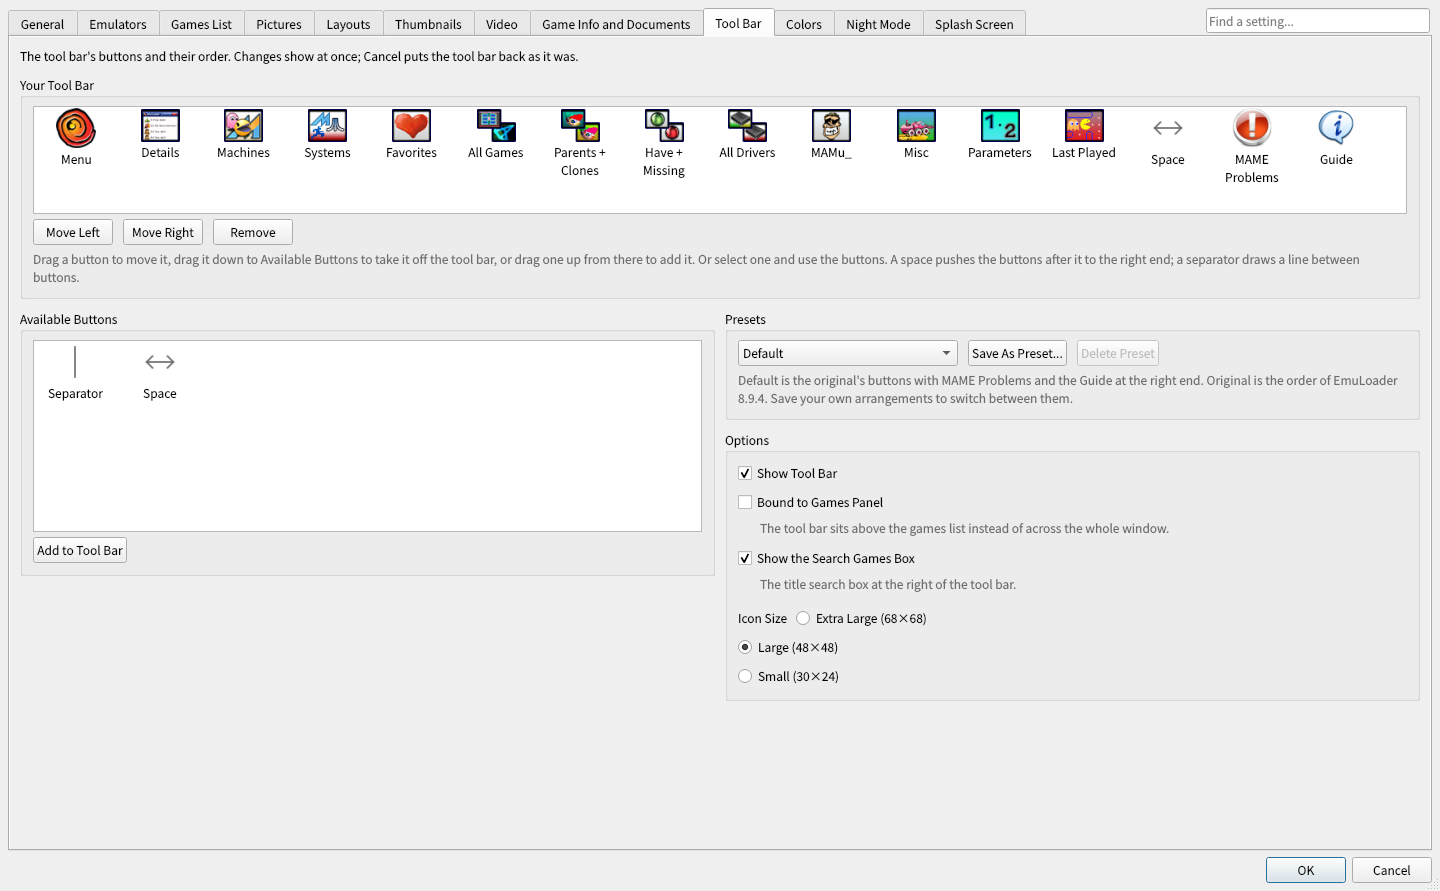 General Emulators Games List Pictures Layouts Thumbnails Video Game Info and Documents Tool Bar Colors Night Mode Splash Screen Find a setting...
The tool bar's buttons and their order. Changes show at once; Cancel puts the tool bar back as it was.
Your Tool Bar
Menu Details Machines Systems Favorites All Games Parents + Clones Have + Missing All Drivers MAMu_ Misc Parameters Last Played Space MAME Problems Guide
Move Left Move Right Remove
Drag a button to move it, drag it down to Available Buttons to take it off the tool bar, or drag one up from there to add it. Or select one and use the buttons. A space pushes the buttons after it to the right end; a separator draws a line between
buttons.
Available Buttons
Separator Space
Add to Tool Bar
Presets
Default Save As Preset... Delete Preset
Default is the original's buttons with MAME Problems and the Guide at the right end. Original is the order of EmuLoader
8.9.4. Save your own arrangements to switch between them.
Options
Show Tool Bar
Bound to Games Panel
The tool bar sits above the games list instead of across the whole window.
Show the Search Games Box
The title search box at the right of the tool bar.
Icon Size Extra Large (68×68)
Large (48×48)
Small (30×24)
OK Cancel